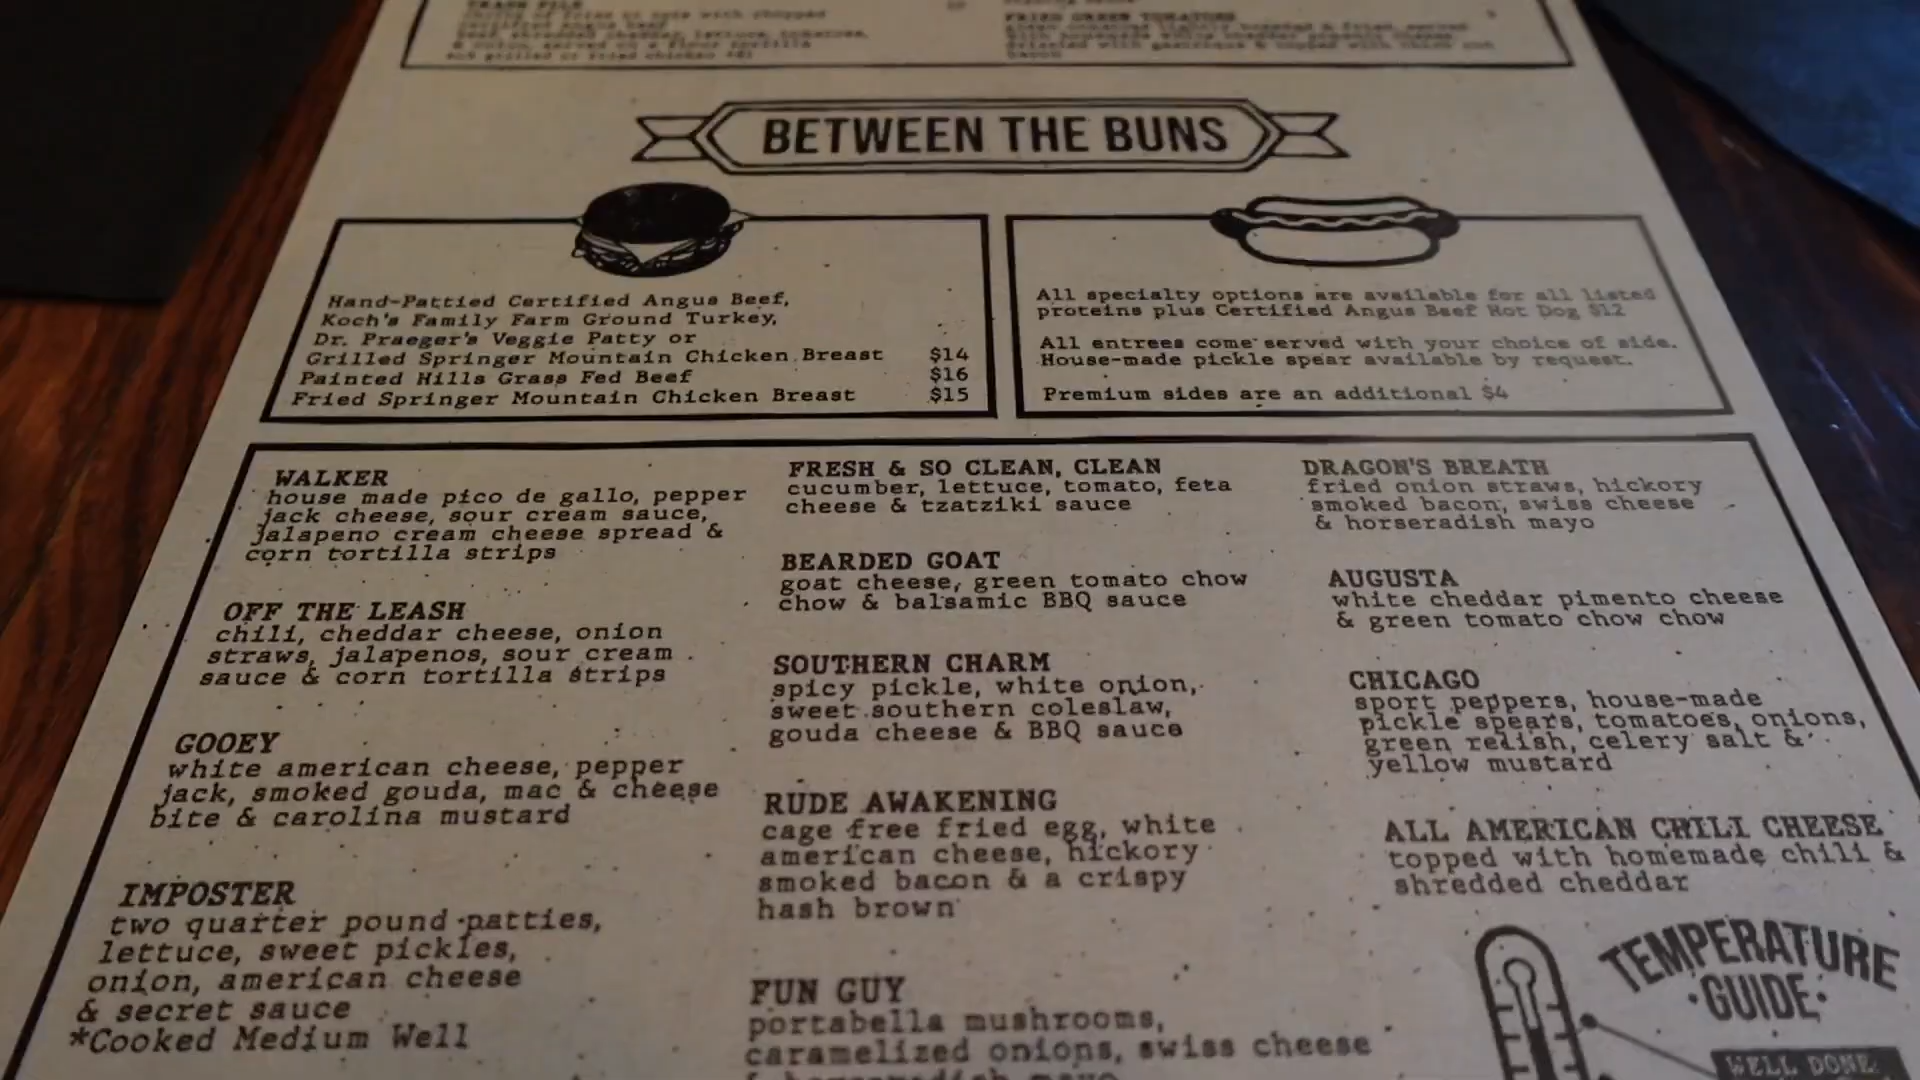 TRASH PILE
FRIED GREEN TOMATOES
BETWEEN THE BUNS
Hand-Pattied Certified Angus Beef,
Koch's Family Farm Ground Turkey,
Dr. Praeger's Veggie Patty or
Grilled Springer Mountain Chicken Breast $14
Painted Hills Grass Fed Beef $16
Fried Springer Mountain Chicken Breast $15
All specialty options are available for all listed
proteins plus Certified Angus Beef Hot Dog $12
All entrees come served with your choice of side.
House-made pickle spear available by request.
Premium sides are an additional $4
WALKER
house made pico de gallo, pepper
jack cheese, sour cream sauce,
jalapeno cream cheese spread &
corn tortilla strips
OFF THE LEASH
chili, cheddar cheese, onion
straws, jalapenos, sour cream
sauce & corn tortilla strips
GOOEY
white american cheese, pepper
jack, smoked gouda, mac & cheese
bite & carolina mustard
IMPOSTER
two quarter pound patties,
lettuce, sweet pickles,
onion, american cheese
& secret sauce
*Cooked Medium Well
FRESH & SO CLEAN, CLEAN
cucumber, lettuce, tomato, feta
cheese & tzatziki sauce
BEARDED GOAT
goat cheese, green tomato chow
chow & balsamic BBQ sauce
SOUTHERN CHARM
spicy pickle, white onion,
sweet southern coleslaw,
gouda cheese & BBQ sauce
RUDE AWAKENING
cage free fried egg, white
american cheese, hickory
smoked bacon & a crispy
hash brown
FUN GUY
portabella mushrooms,
caramelized onions, swiss cheese
& horseradish mayo
DRAGON'S BREATH
fried onion straws, hickory
smoked bacon, swiss cheese
& horseradish mayo
AUGUSTA
white cheddar pimento cheese
& green tomato chow chow
CHICAGO
sport peppers, house-made
pickle spears, tomatoes, onions,
green relish, celery salt &
yellow mustard
ALL AMERICAN CHILI CHEESE
topped with homemade chili &
shredded cheddar
TEMPERATURE
GUIDE
WELL DONE